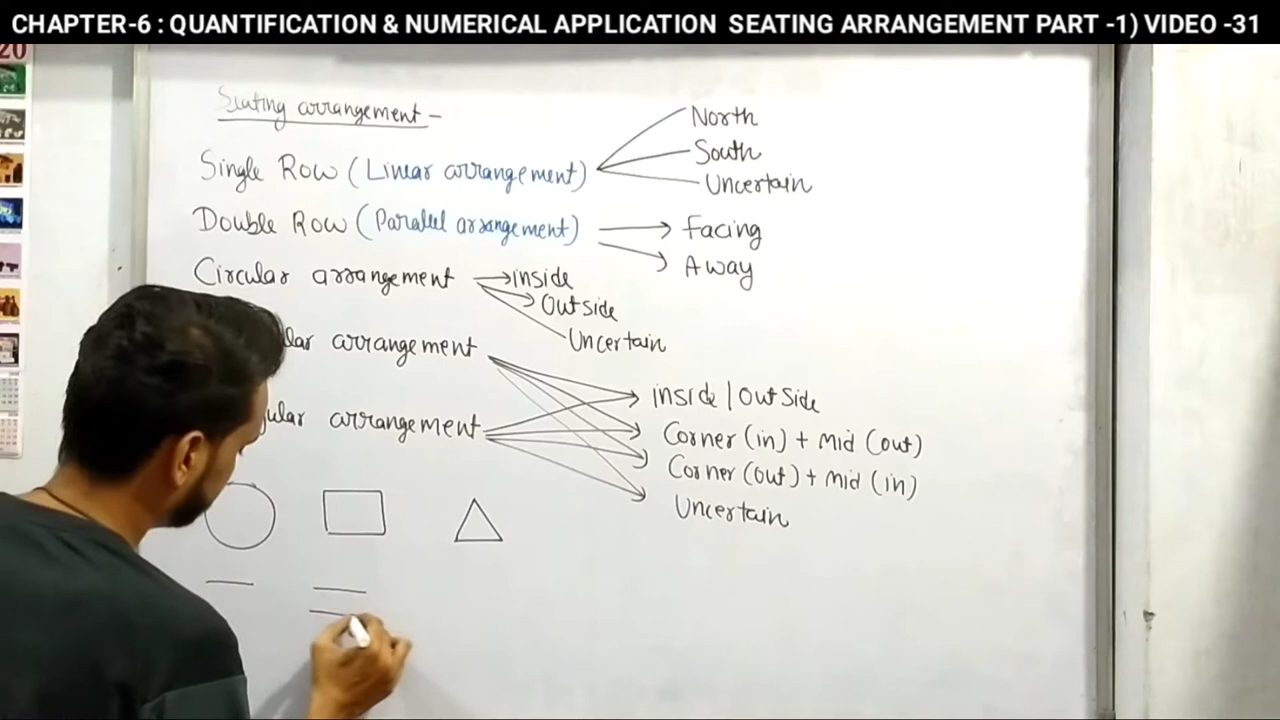 CHAPTER-6 : QUANTIFICATION & NUMERICAL APPLICATION SEATING ARRANGEMENT PART -1) VIDEO -31
20
Seating arrangement -
Single Row (Linear arrangement)
North
South
Uncertain
Double Row (Parallel arrangement)
Facing
Away
Circular arrangement
inside
Outside
Uncertain
lar arrangement
gular arrangement
inside | Outside
Corner (in) + Mid (out)
Corner (out) + Mid (in)
Uncertain